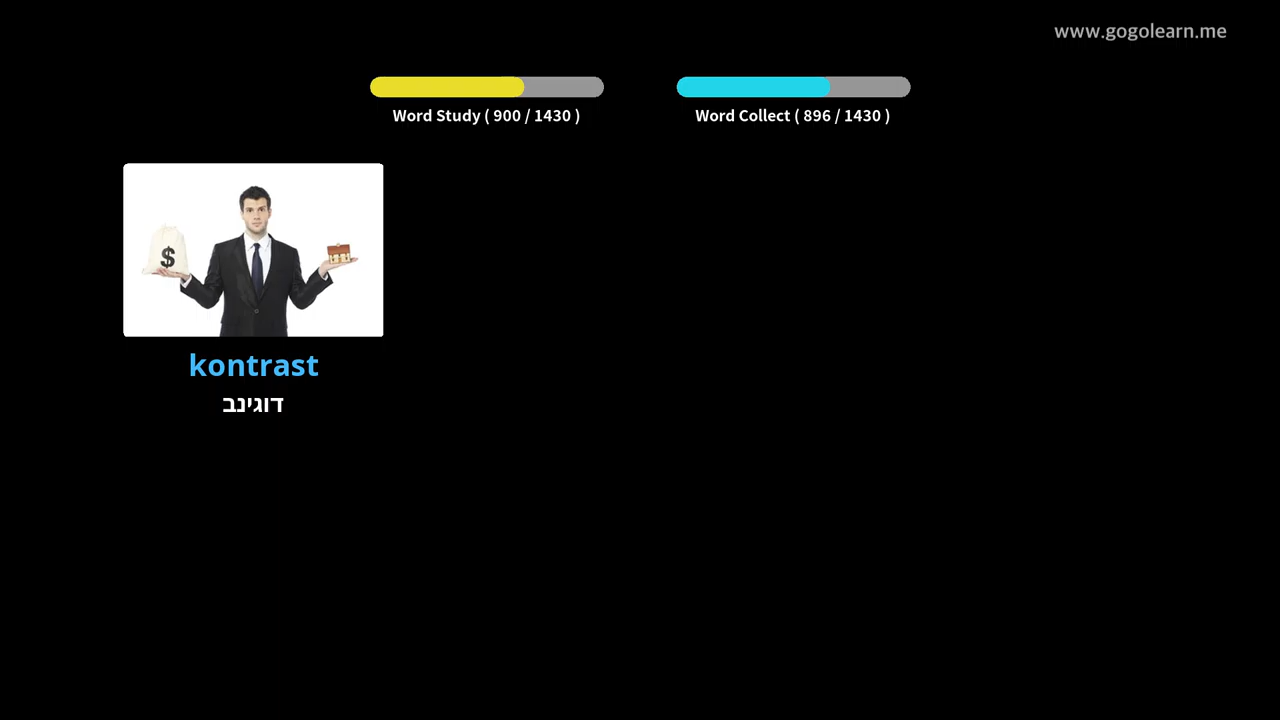 www.gogolearn.me
Word Study ( 900 / 1430 )
Word Collect ( 896 / 1430 )
$
kontrast
דוגינב